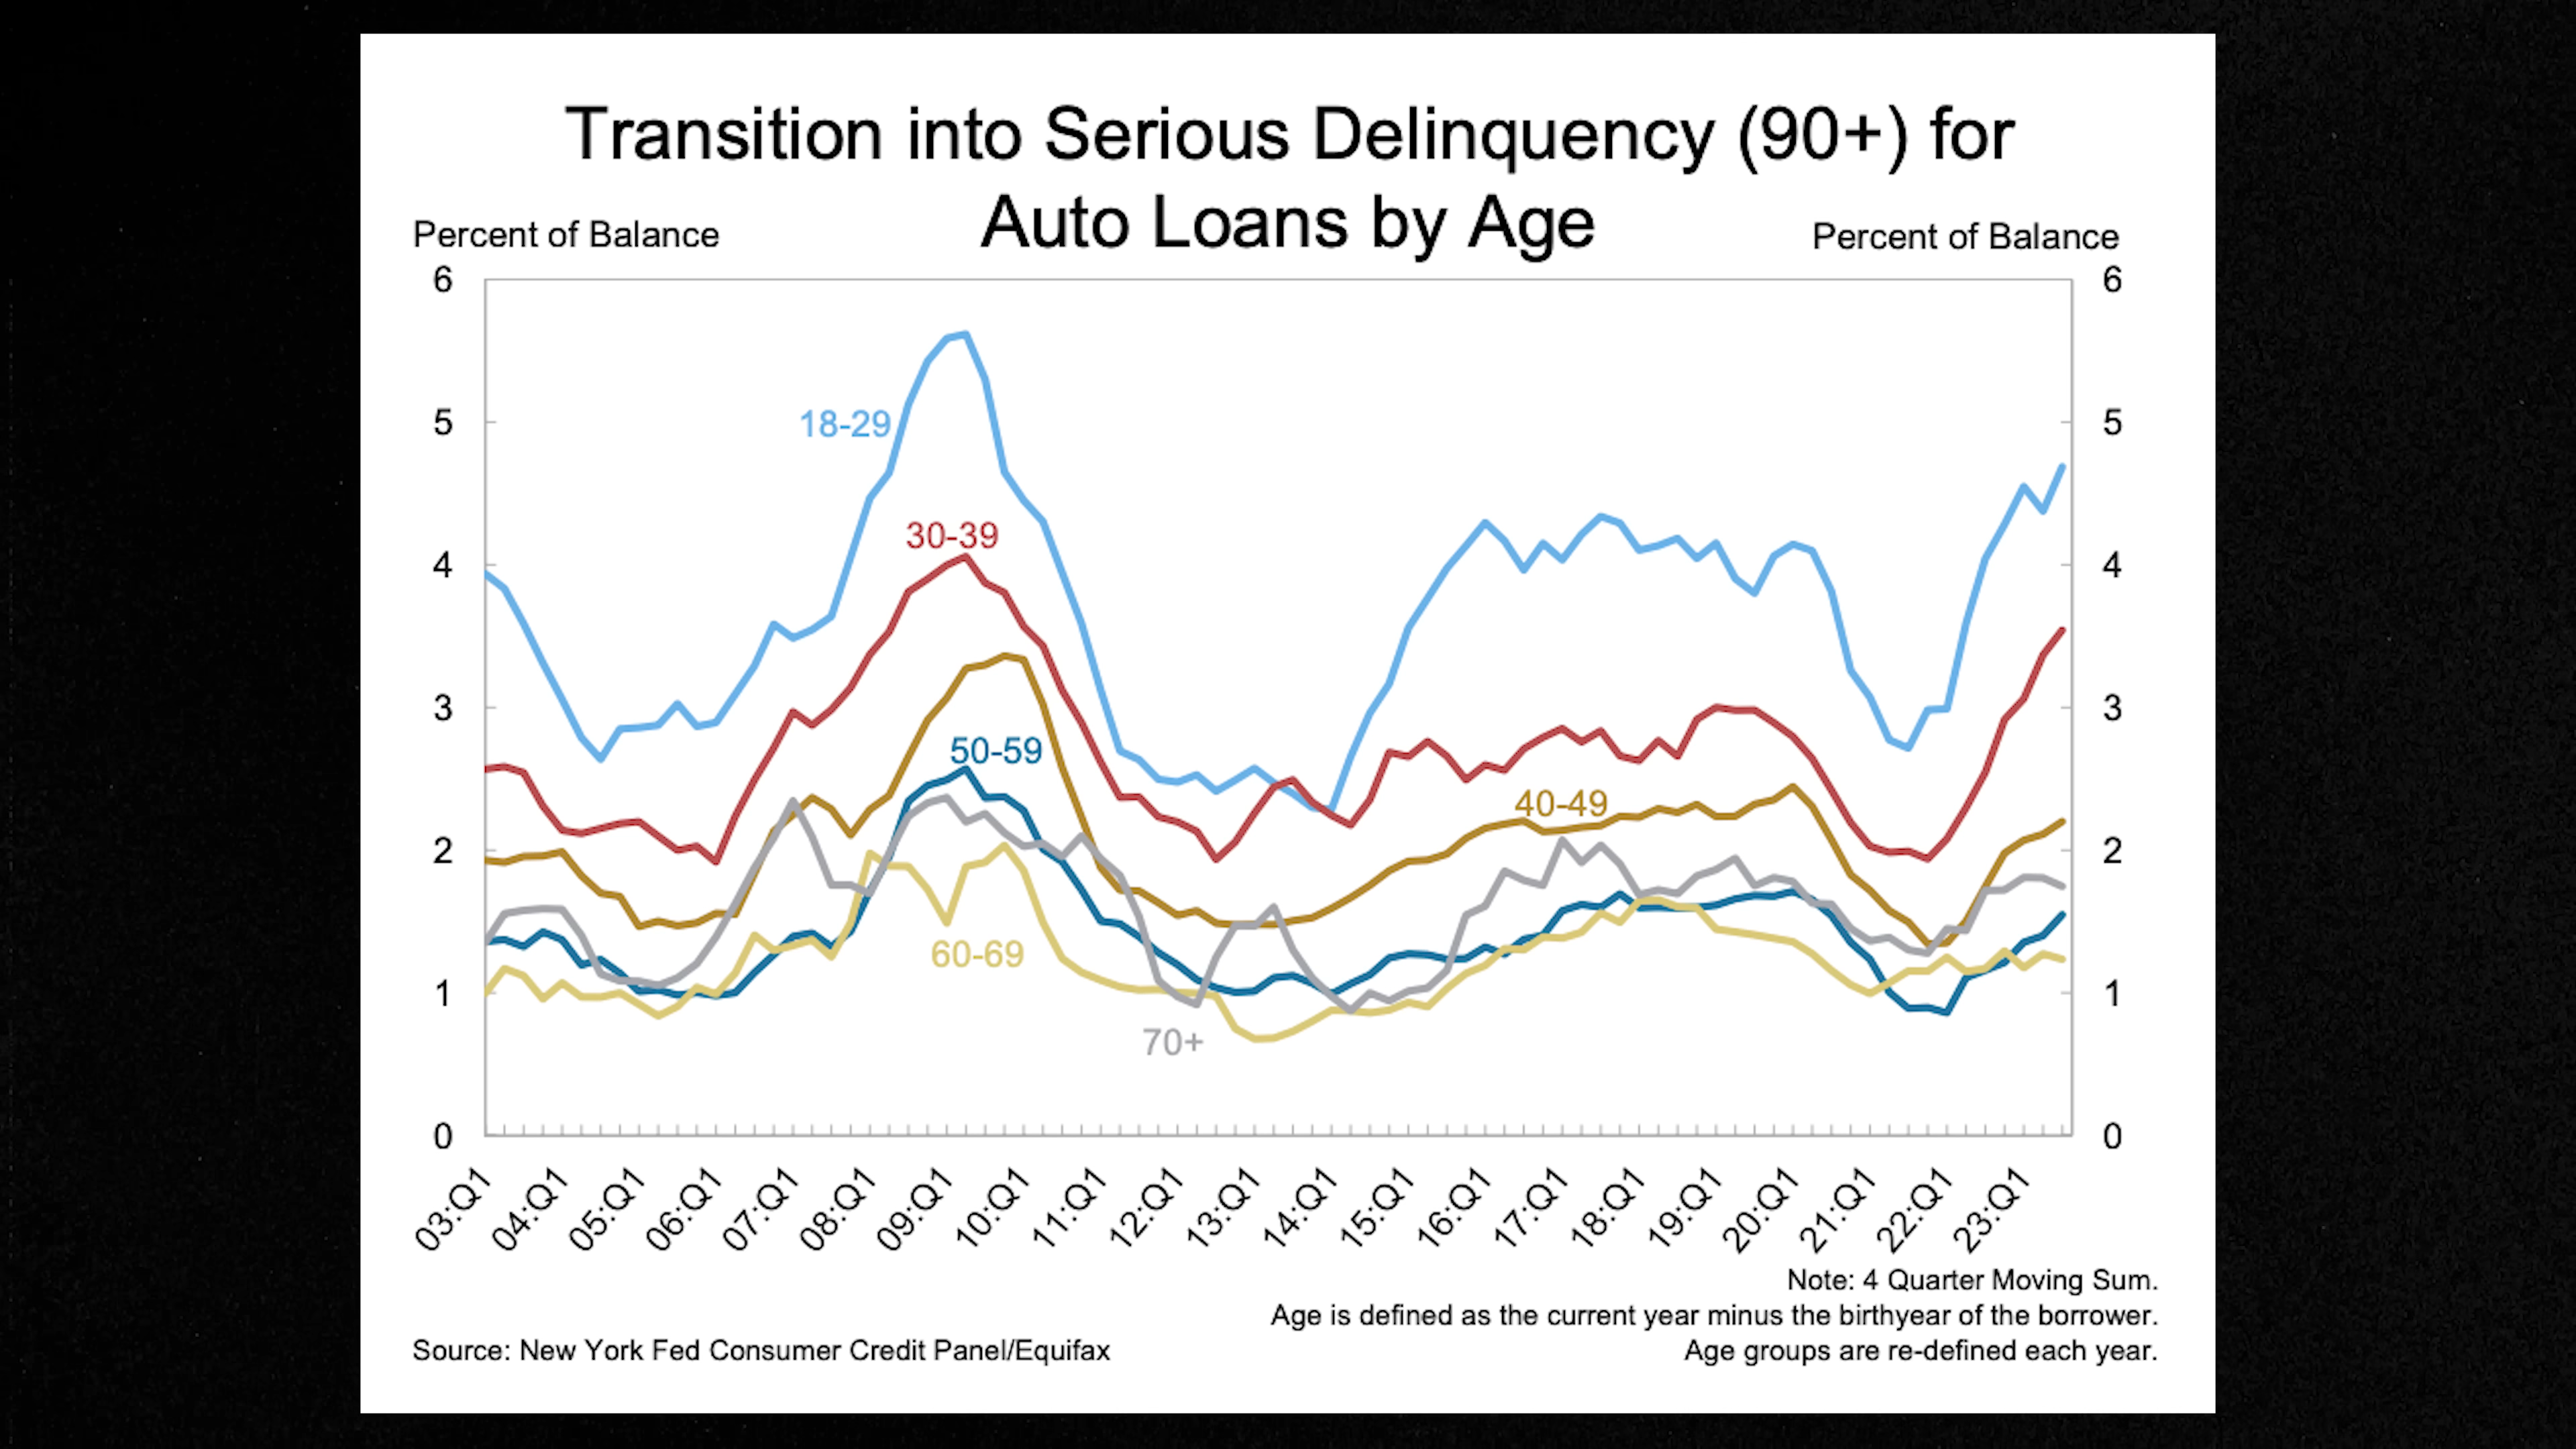 Transition into Serious Delinquency (90+) for
Auto Loans by Age
Percent of Balance
Percent of Balance
6
6
5
5
4
4
3
3
2
2
1
1
0
0
18-29
30-39
50-59
40-49
60-69
70+
03:Q1
04:Q1
05:Q1
06:Q1
07:Q1
08:Q1
09:Q1
10:Q1
11:Q1
12:Q1
13:Q1
14:Q1
15:Q1
16:Q1
17:Q1
18:Q1
19:Q1
20:Q1
21:Q1
22:Q1
23:Q1
Note: 4 Quarter Moving Sum.
Age is defined as the current year minus the birthyear of the borrower.
Source: New York Fed Consumer Credit Panel/Equifax
Age groups are re-defined each year.